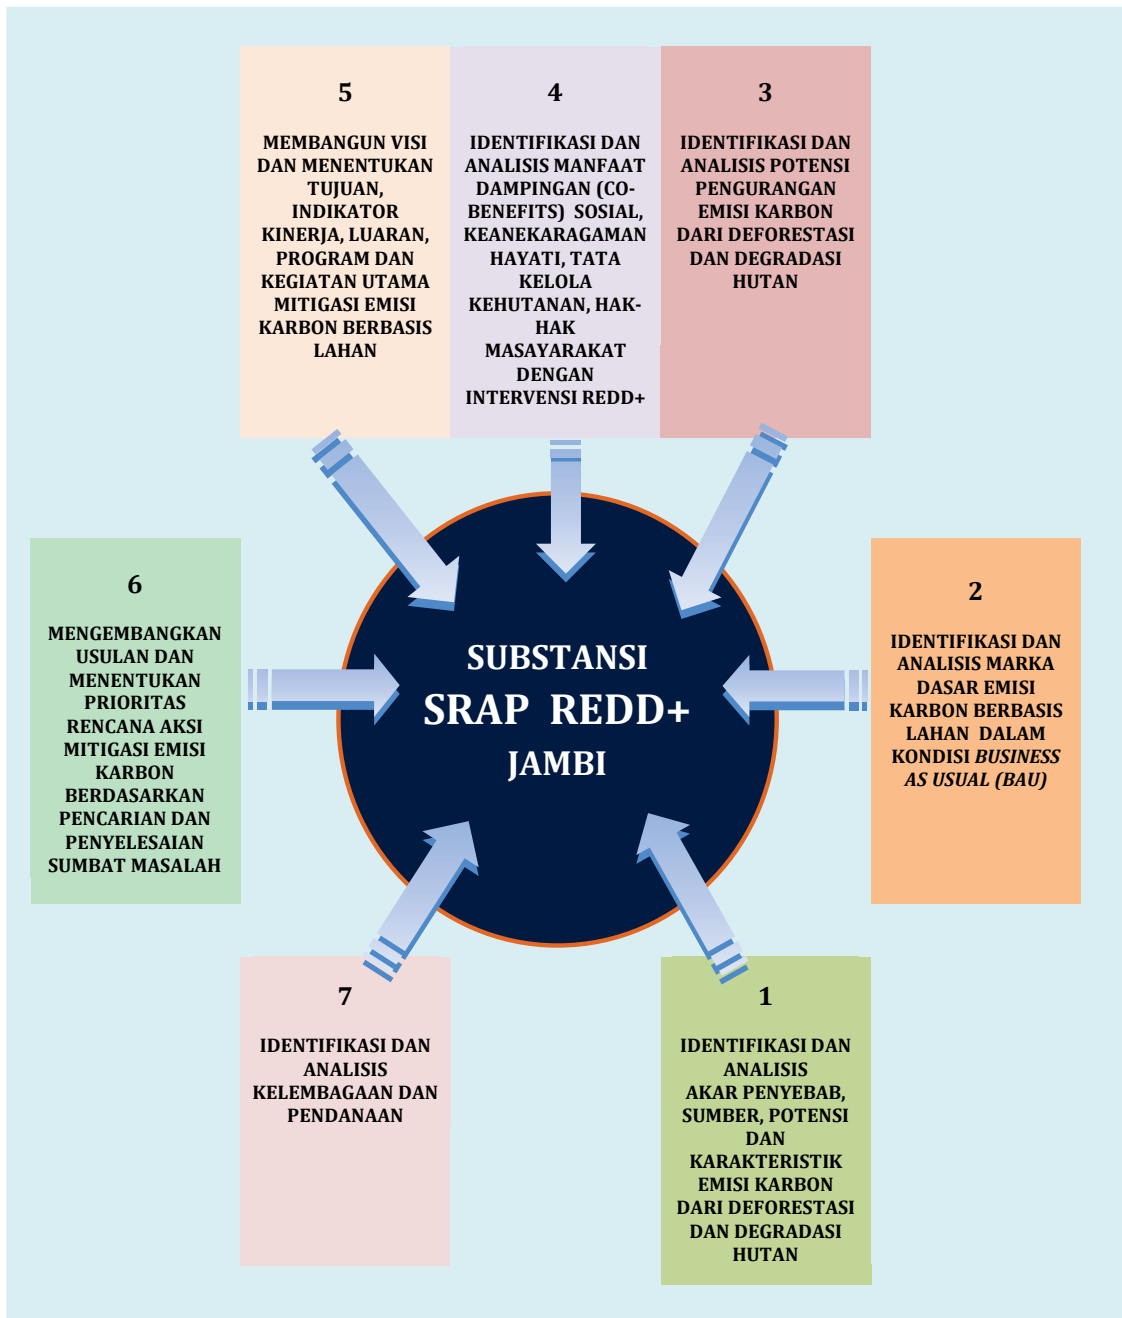 5
MEMBANGUN VISI
DAN MENENTUKAN
TUJUAN,
INDIKATOR
KINERJA, LUARAN,
PROGRAM DAN
KEGIATAN UTAMA
MITIGASI EMISI
KARBON BERBASIS
LAHAN
4
IDENTIFIKASI DAN
ANALISIS MANFAAT
DAMPINGAN (CO-
BENEFITS) SOSIAL,
KEANEKARAGAMAN
HAYATI, TATA
KELOLA
KEHUTANAN, HAK-
HAK
MASAYARAKAT
DENGAN
INTERVENSI REDD+
3
IDENTIFIKASI DAN
ANALISIS POTENSI
PENGURANGAN
EMISI KARBON
DARI DEFORESTASI
DAN DEGRADASI
HUTAN
6
MENGEMBANGKAN
USULAN DAN
MENENTUKAN
PRIORITAS
RENCANA AKSI
MITIGASI EMISI
KARBON
BERDASARKAN
PENCARIAN DAN
PENYELESAIAN
SUMBAT MASALAH
SUBSTANSI
SRAP REDD+
JAMBI
2
IDENTIFIKASI DAN
ANALISIS MARKA
DASAR EMISI
KARBON BERBASIS
LAHAN DALAM
KONDISI BUSINESS
AS USUAL (BAU)
7
IDENTIFIKASI DAN
ANALISIS
KELEMBAGAAN DAN
PENDANAAN
1
IDENTIFIKASI DAN
ANALISIS
AKAR PENYEBAB,
SUMBER, POTENSI
DAN
KARAKTERISTIK
EMISI KARBON
DARI DEFORESTASI
DAN DEGRADASI
HUTAN